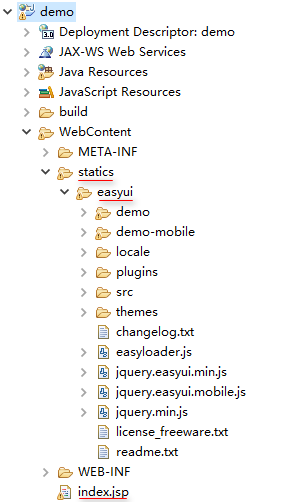 demo
Deployment Descriptor: demo
JAX-WS Web Services
Java Resources
JavaScript Resources
build
WebContent
META-INF
statics
easyui
demo
demo-mobile
locale
plugins
src
themes
changelog.txt
easyloader.js
jquery.easyui.min.js
jquery.easyui.mobile.js
jquery.min.js
license_freeware.txt
readme.txt
WEB-INF
index.jsp